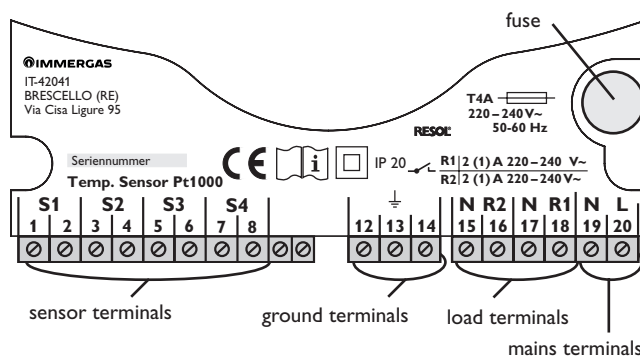 fuse
IMMERGAS
IT-42041
BRESCELLO (RE)
Via Cisa Ligure 95
T4A
220 – 240 V~
50-60 Hz
RESOL®
Seriennummer
Temp. Sensor Pt1000
CE
i
IP 20
R1 2 (1) A 220 – 240 V~
R2 2 (1) A 220 – 240 V~
S1 S2 S3 S4
N R2 N R1 N L
1 2 3 4 5 6 7 8 12 13 14 15 16 17 18 19 20
sensor terminals
ground terminals
load terminals
mains terminals